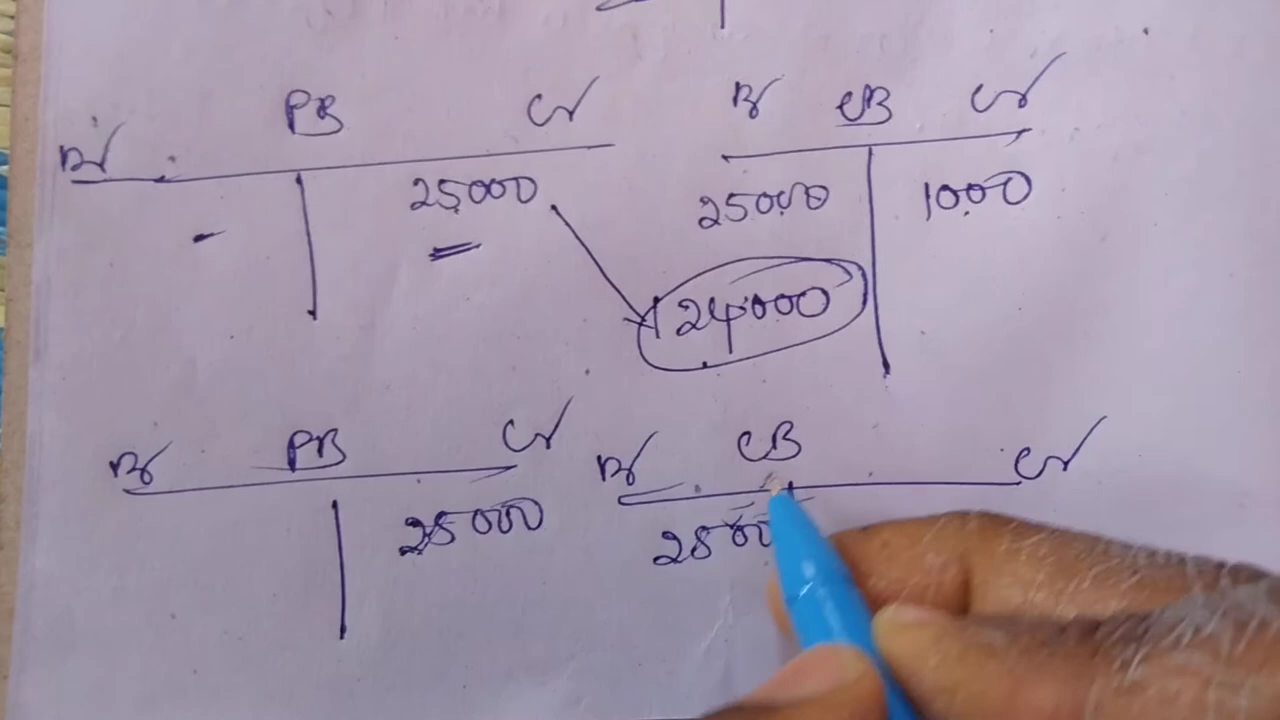 PB Cr
Dr
25000
-
Dr CB Cr
25000 1000
24000
Dr PB Cr
25000
Dr CB Cr